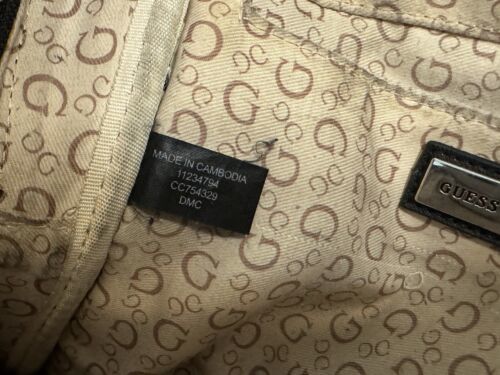 MADE IN CAMBODIA
11234794
CC754329
DMC
GUESS